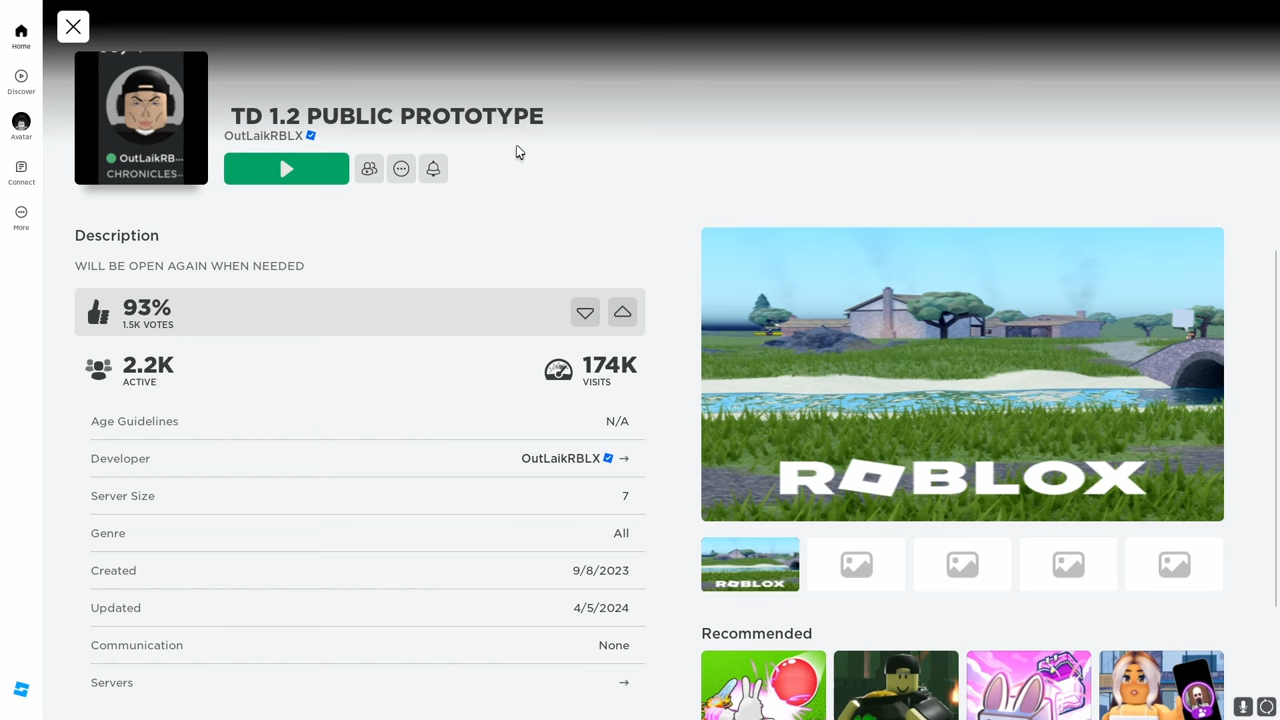 Home
Discover
Avatar
Connect
More
OutLaikRB...
CHRONICLES...
TD 1.2 PUBLIC PROTOTYPE
OutLaikRBLX
Description
WILL BE OPEN AGAIN WHEN NEEDED
93%
1.5K VOTES
2.2K
ACTIVE
174K
VISITS
Age Guidelines N/A
Developer OutLaikRBLX →
Server Size 7
Genre All
Created 9/8/2023
Updated 4/5/2024
Communication None
Servers →
ROBLOX
ROBLOX
Recommended